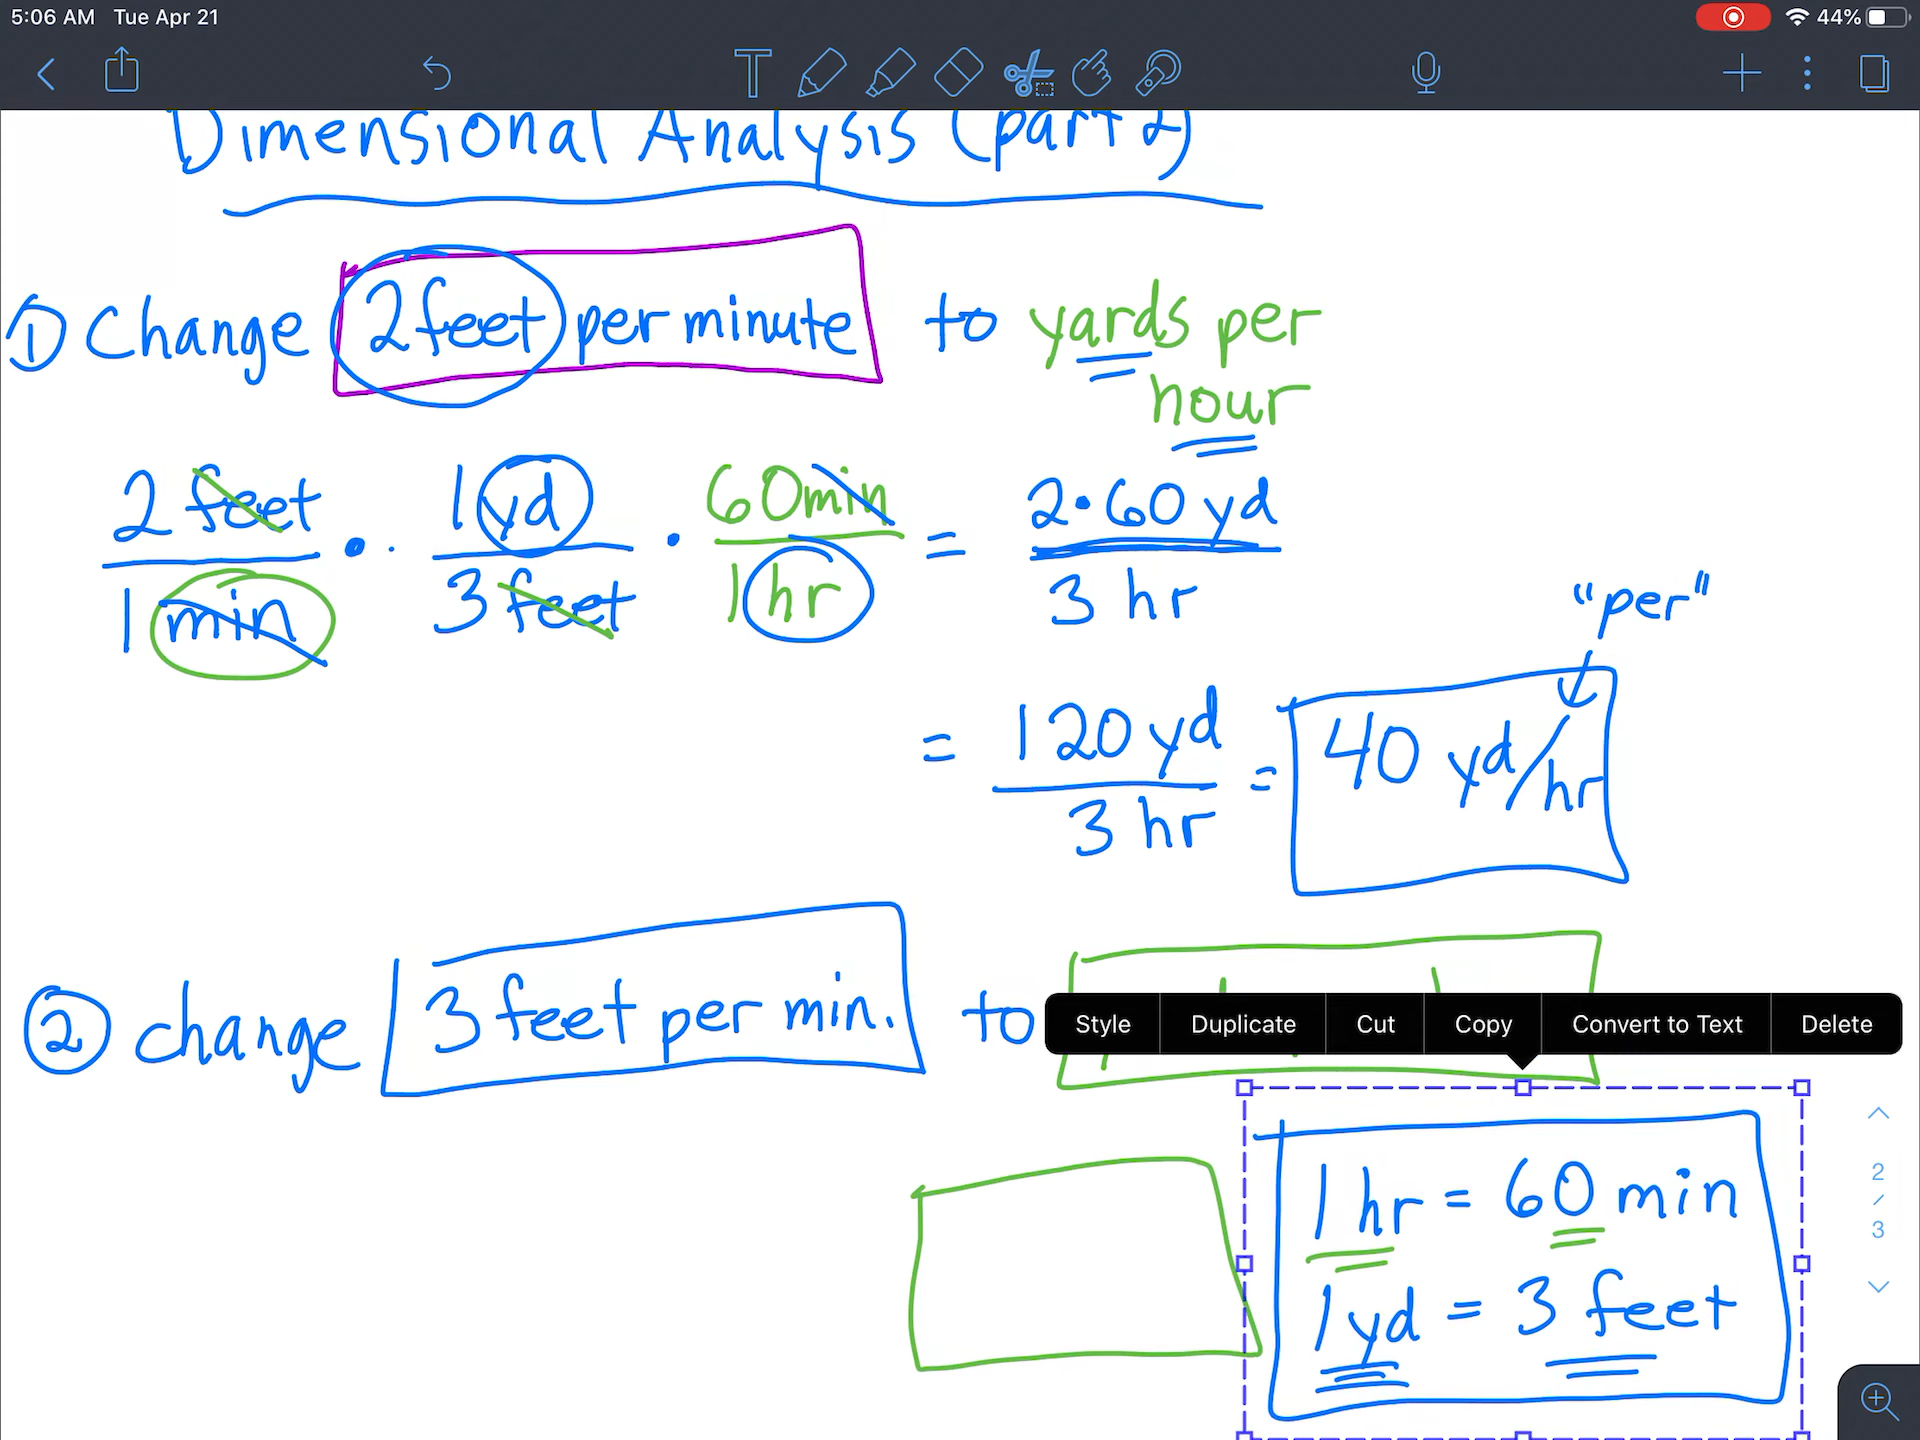 5:06 AM Tue Apr 21 44%
T
Dimensional Analysis (part 2)
① Change 2 feet per minute to yards per
hour
2 feet 1 yd 60 min = 2•60 yd
1 min • • 3 feet • 1 hr 3 hr
"per"
= 120 yd = 40 yd/hr
3 hr
② change 3 feet per min. to
Style Duplicate Cut Copy Convert to Text Delete
1 hr = 60 min
1 yd = 3 feet
2
/
3